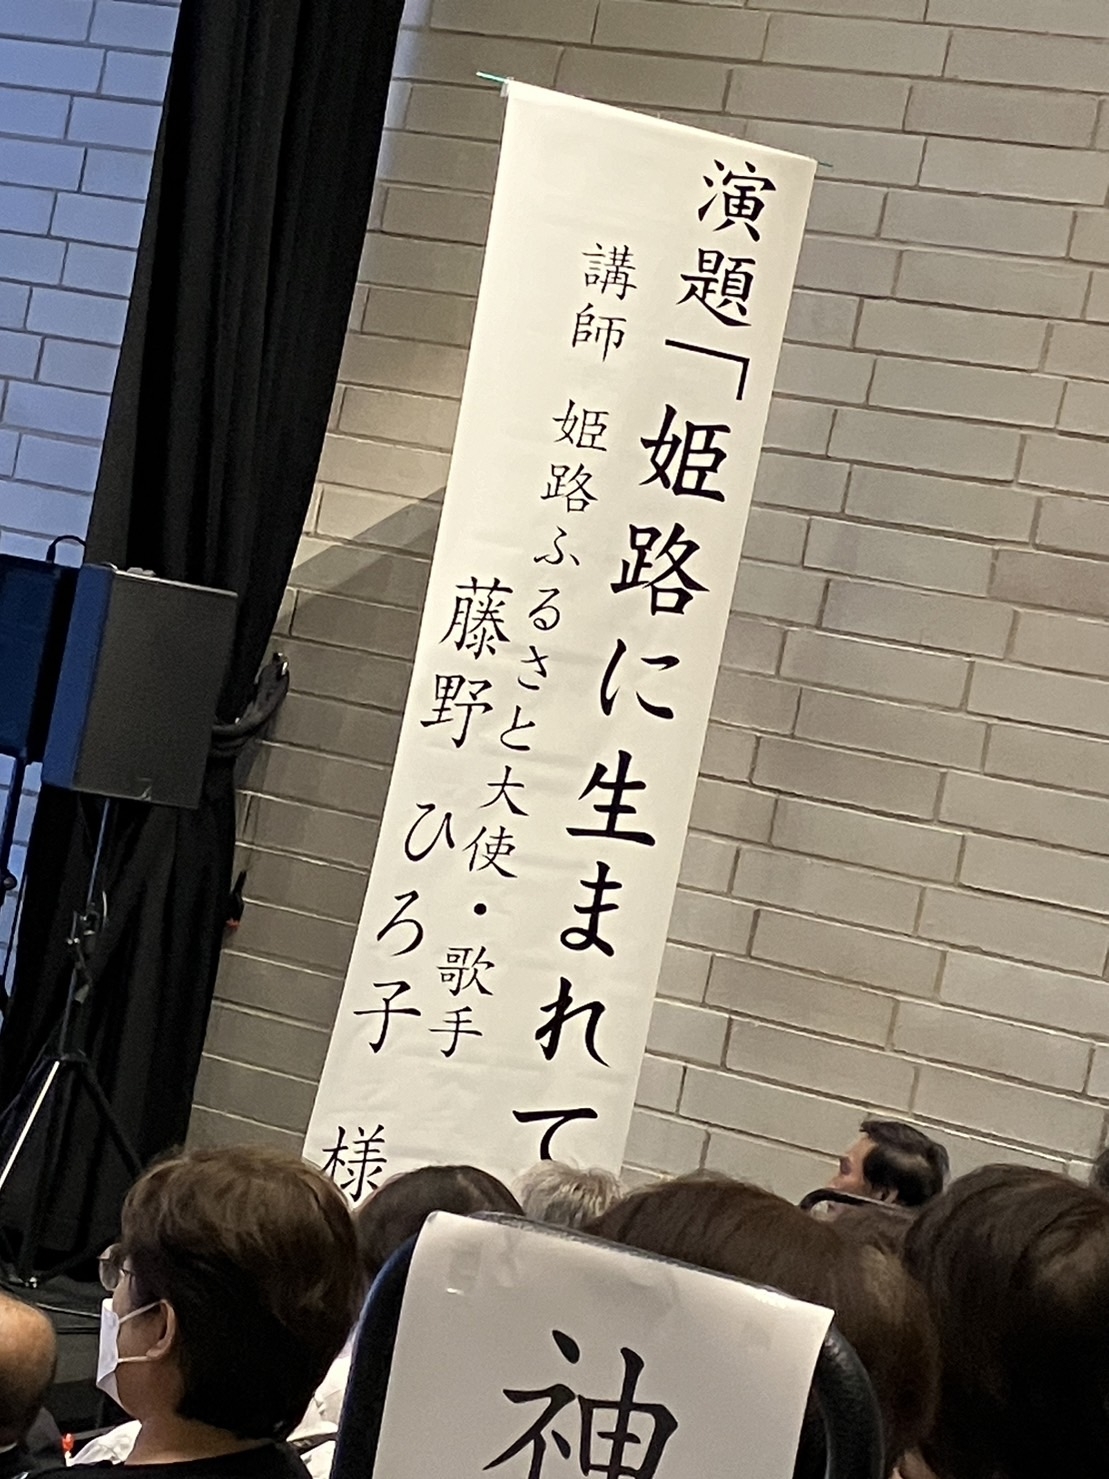 演題「姫路に生まれて
講師 姫路ふるさと大使・歌手
藤野 ひろ子 様
神